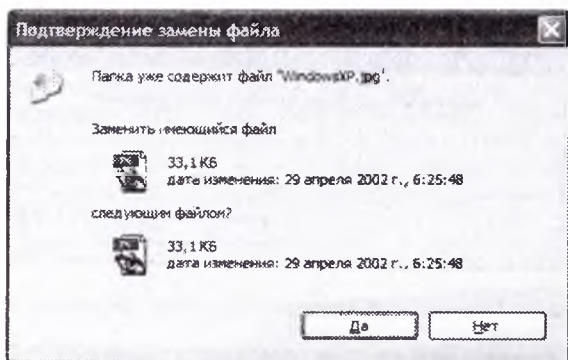 Подтверждение замены файла
Папка уже содержит файл 'WindowsXP.jpg'.
Заменить имеющийся файл
33,1 КБ
дата изменения: 29 апреля 2002 г., 6:25:48
следующим файлом?
33,1 КБ
дата изменения: 29 апреля 2002 г., 6:25:48
Да
Нет